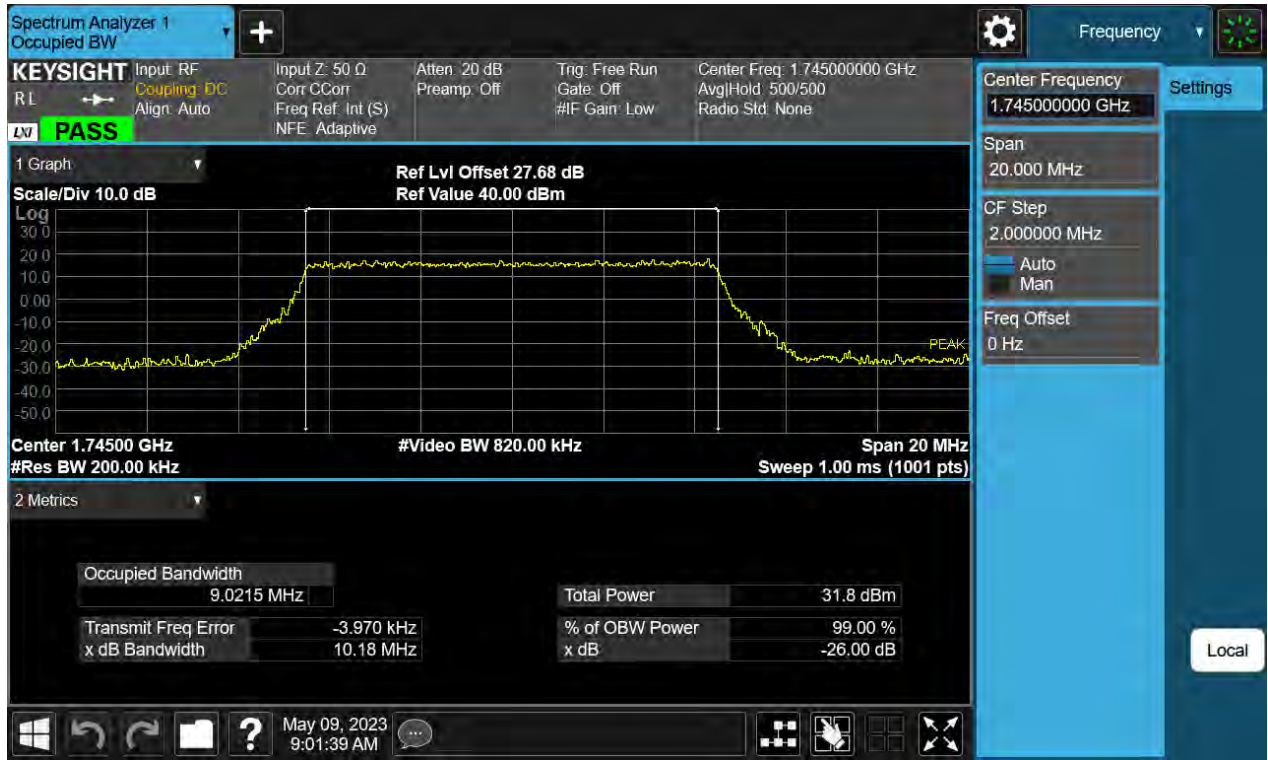 Spectrum Analyzer 1
Occupied BW
Frequency
KEYSIGHT
RL
LXI
PASS
Input: RF
Coupling: DC
Align: Auto
Input Z: 50 Ω
Corr CCorr
Freq Ref: Int (S)
NFE: Adaptive
Atten: 20 dB
Preamp: Off
Trig: Free Run
Gate: Off
#IF Gain: Low
Center Freq: 1.745000000 GHz
Avg|Hold: 500/500
Radio Std: None
Center Frequency
1.745000000 GHz
Settings
Span
20.000 MHz
CF Step
2.000000 MHz
Auto
Man
Freq Offset
0 Hz
1 Graph
Scale/Div 10.0 dB
Ref Lvl Offset 27.68 dB
Ref Value 40.00 dBm
Log
30.0
20.0
10.0
0.00
-10.0
-20.0
-30.0
-40.0
-50.0
PEAK
Center 1.74500 GHz
#Video BW 820.00 kHz
Span 20 MHz
#Res BW 200.00 kHz
Sweep 1.00 ms (1001 pts)
2 Metrics
Occupied Bandwidth
9.0215 MHz
Total Power 31.8 dBm
Transmit Freq Error -3.970 kHz
% of OBW Power 99.00 %
x dB Bandwidth 10.18 MHz
x dB -26.00 dB
Local
?
May 09, 2023
9:01:39 AM